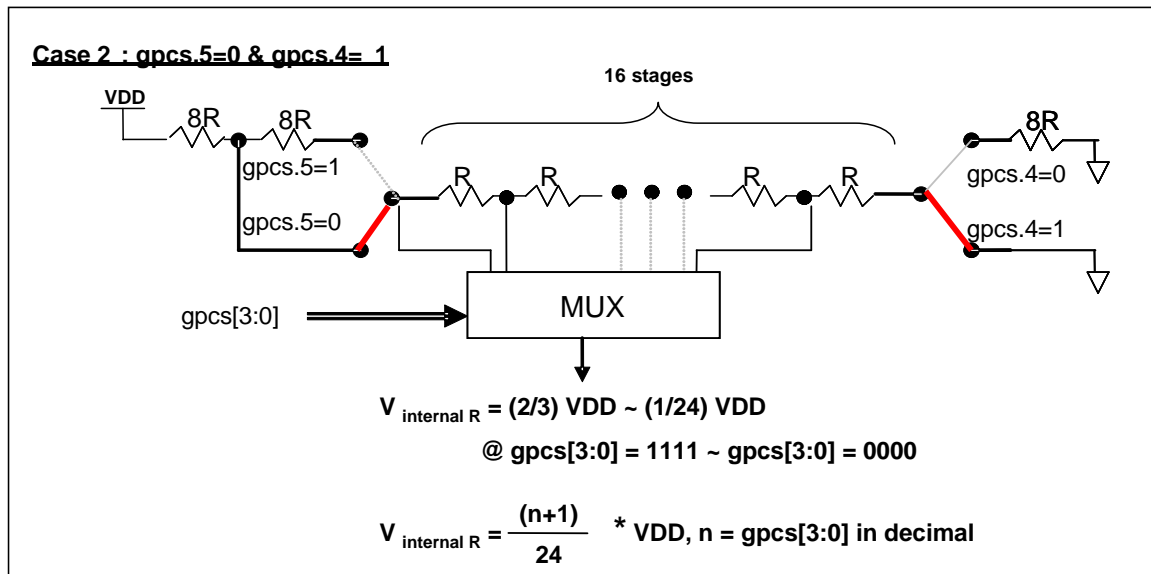 Case 2 : gpcs.5=0 & gpcs.4= 1
16 stages
VDD
8R
8R
8R
gpcs.5=1
gpcs.4=0
R
R
R
R
gpcs.5=0
gpcs.4=1
MUX
gpcs[3:0]
V internal R = (2/3) VDD ~ (1/24) VDD
@ gpcs[3:0] = 1111 ~ gpcs[3:0] = 0000
V internal R = (n+1) / 24 * VDD, n = gpcs[3:0] in decimal